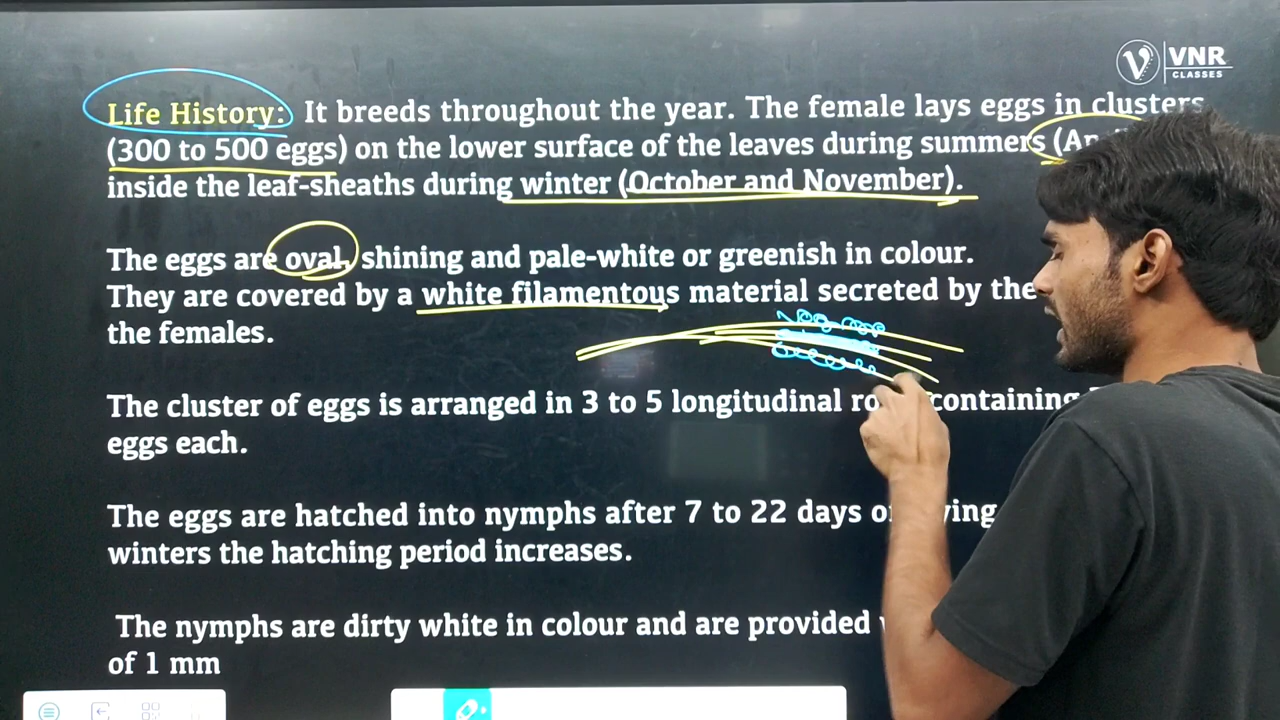 VNR
CLASSES
Life History: It breeds throughout the year. The female lays eggs in clusters
(300 to 500 eggs) on the lower surface of the leaves during summers
inside the leaf-sheaths during winter (October and November).
The eggs are oval, shining and pale-white or greenish in colour.
They are covered by a white filamentous material secreted by the
the females.
The cluster of eggs is arranged in 3 to 5 longitudinal containing
eggs each.
The eggs are hatched into nymphs after 7 to 22 days
winters the hatching period increases.
The nymphs are dirty white in colour and are provided
of 1 mm